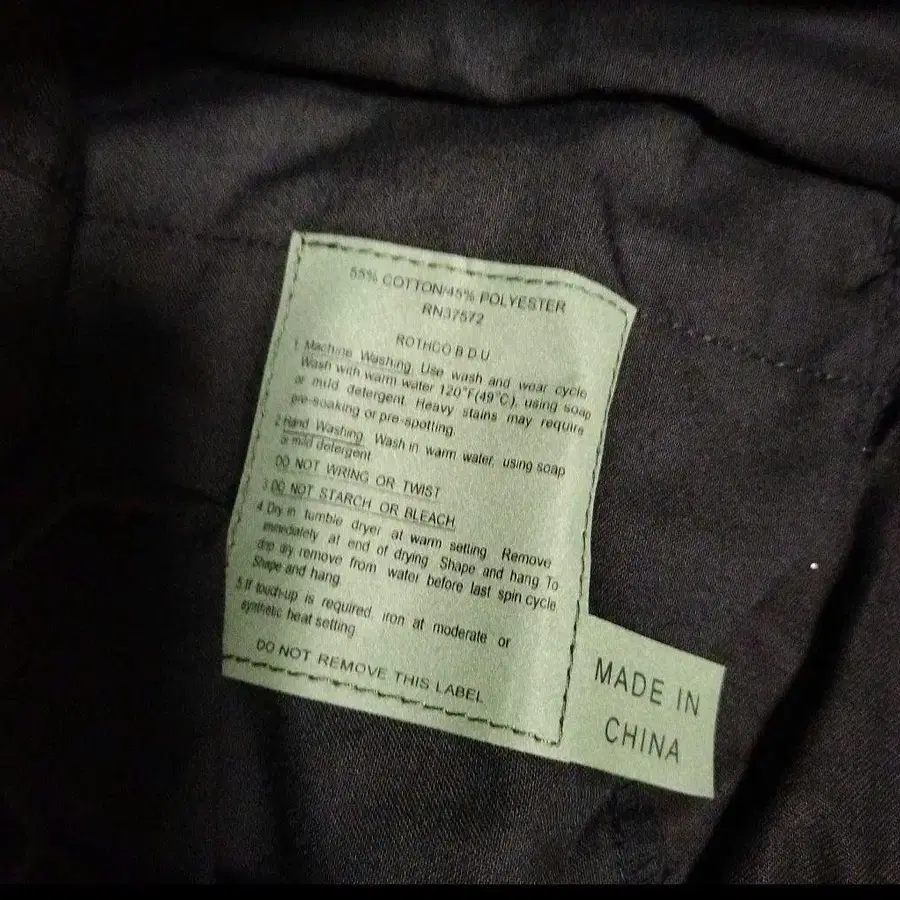 55% COTTON/45% POLYESTER
RN37572
ROTHCO B.D.U.
1. Machine Washing Use wash and wear cycle.
Wash with warm water 120°F(49°C), using soap
or mild detergent. Heavy stains may require
pre-soaking or pre-spotting.
2. Hand Washing Wash in warm water, using soap
or mild detergent.
DO NOT WRING OR TWIST
3. DO NOT STARCH OR BLEACH
4. Dry in tumble dryer at warm setting. Remove
immediately at end of drying. Shape and hang. To
drip dry remove from water before last spin cycle.
Shape and hang.
5. If touch-up is required, iron at moderate or
synthetic heat setting.
DO NOT REMOVE THIS LABEL
MADE IN
CHINA